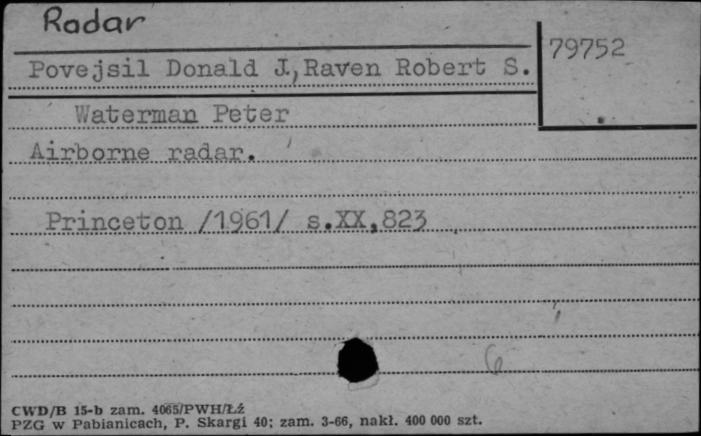 Radar
79752
Povejsil Donald J., Raven Robert S.
Waterman Peter
Airborne radar.
Princeton /1961/ s.XX,823
6
CWD/B 15-b zam. 4065/PWH/Łź
PZG w Pabianicach, P. Skargi 40; zam. 3-66, nakł. 400 000 szt.